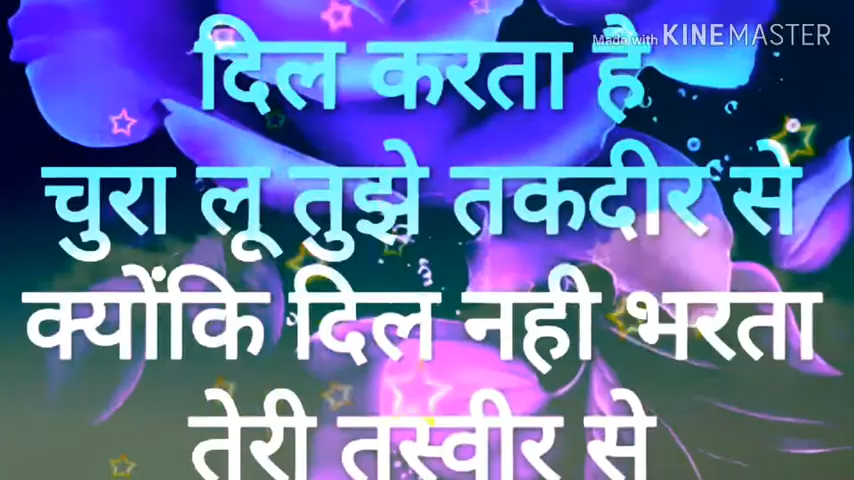 Made with KINEMASTER
दिल करता है
चुरा लू तुझे तकदीर से
क्योंकि दिल नही भरता
तेरी तस्वीर से